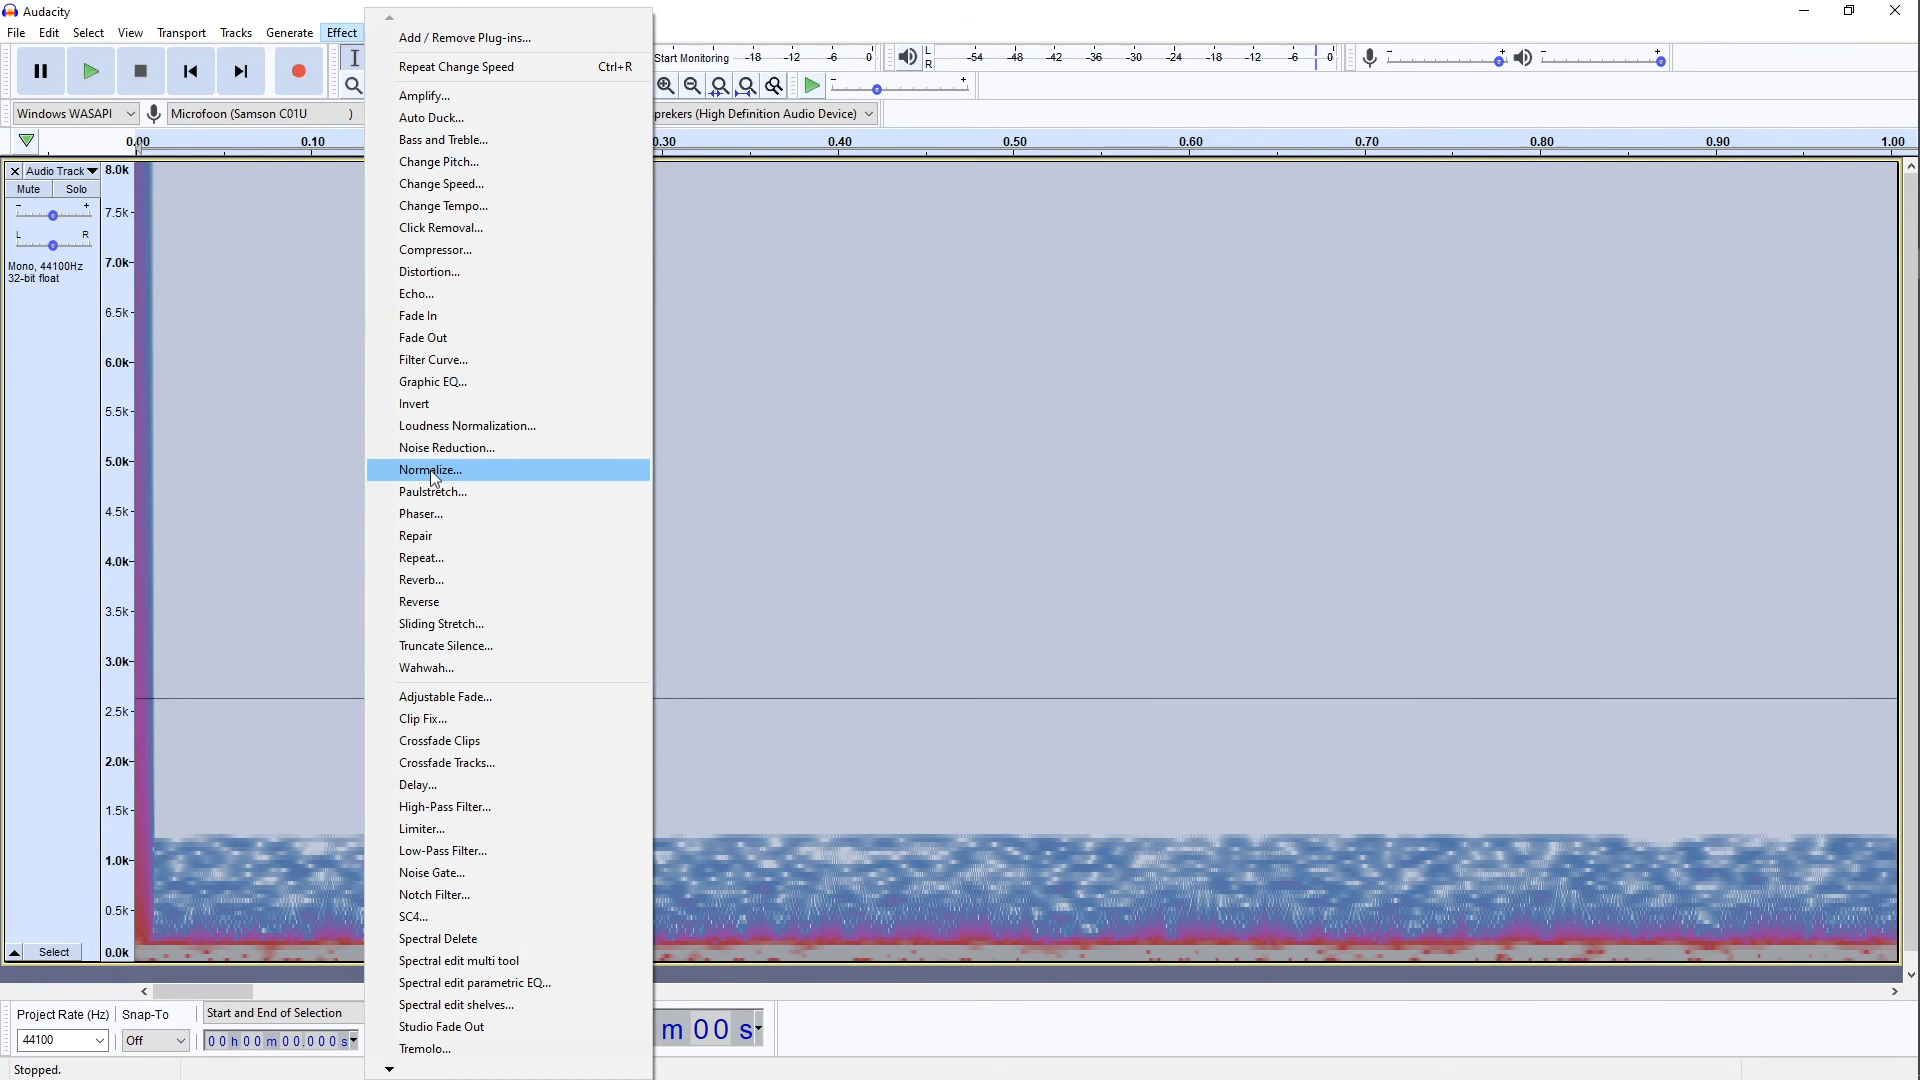 Audacity
File Edit Select View Transport Tracks Generate Effect
Start Monitoring -18 -12 -6 0
L R -54 -48 -42 -36 -30 -24 -18 -12 -6 0
Windows WASAPI Microfoon (Samson C01U ) prekers (High Definition Audio Device)
0.00 0.10 0.30 0.40 0.50 0.60 0.70 0.80 0.90 1.00
Audio Track
Mute Solo
- +
L R
Mono, 44100Hz
32-bit float
Select
8.0k
7.5k
7.0k
6.5k
6.0k
5.5k
5.0k
4.5k
4.0k
3.5k
3.0k
2.5k
2.0k
1.5k
1.0k
0.5k
0.0k
Add / Remove Plug-ins...
Repeat Change Speed Ctrl+R
Amplify...
Auto Duck...
Bass and Treble...
Change Pitch...
Change Speed...
Change Tempo...
Click Removal...
Compressor...
Distortion...
Echo...
Fade In
Fade Out
Filter Curve...
Graphic EQ...
Invert
Loudness Normalization...
Noise Reduction...
Normalize...
Paulstretch...
Phaser...
Repair
Repeat...
Reverb...
Reverse
Sliding Stretch...
Truncate Silence...
Wahwah...
Adjustable Fade...
Clip Fix...
Crossfade Clips
Crossfade Tracks...
Delay...
High-Pass Filter...
Limiter...
Low-Pass Filter...
Noise Gate...
Notch Filter...
SC4...
Spectral Delete
Spectral edit multi tool
Spectral edit parametric EQ...
Spectral edit shelves...
Studio Fade Out
Tremolo...
Project Rate (Hz) Snap-To Start and End of Selection
44100 Off 00 h 00 m 00.000 s m 00 s
Stopped.